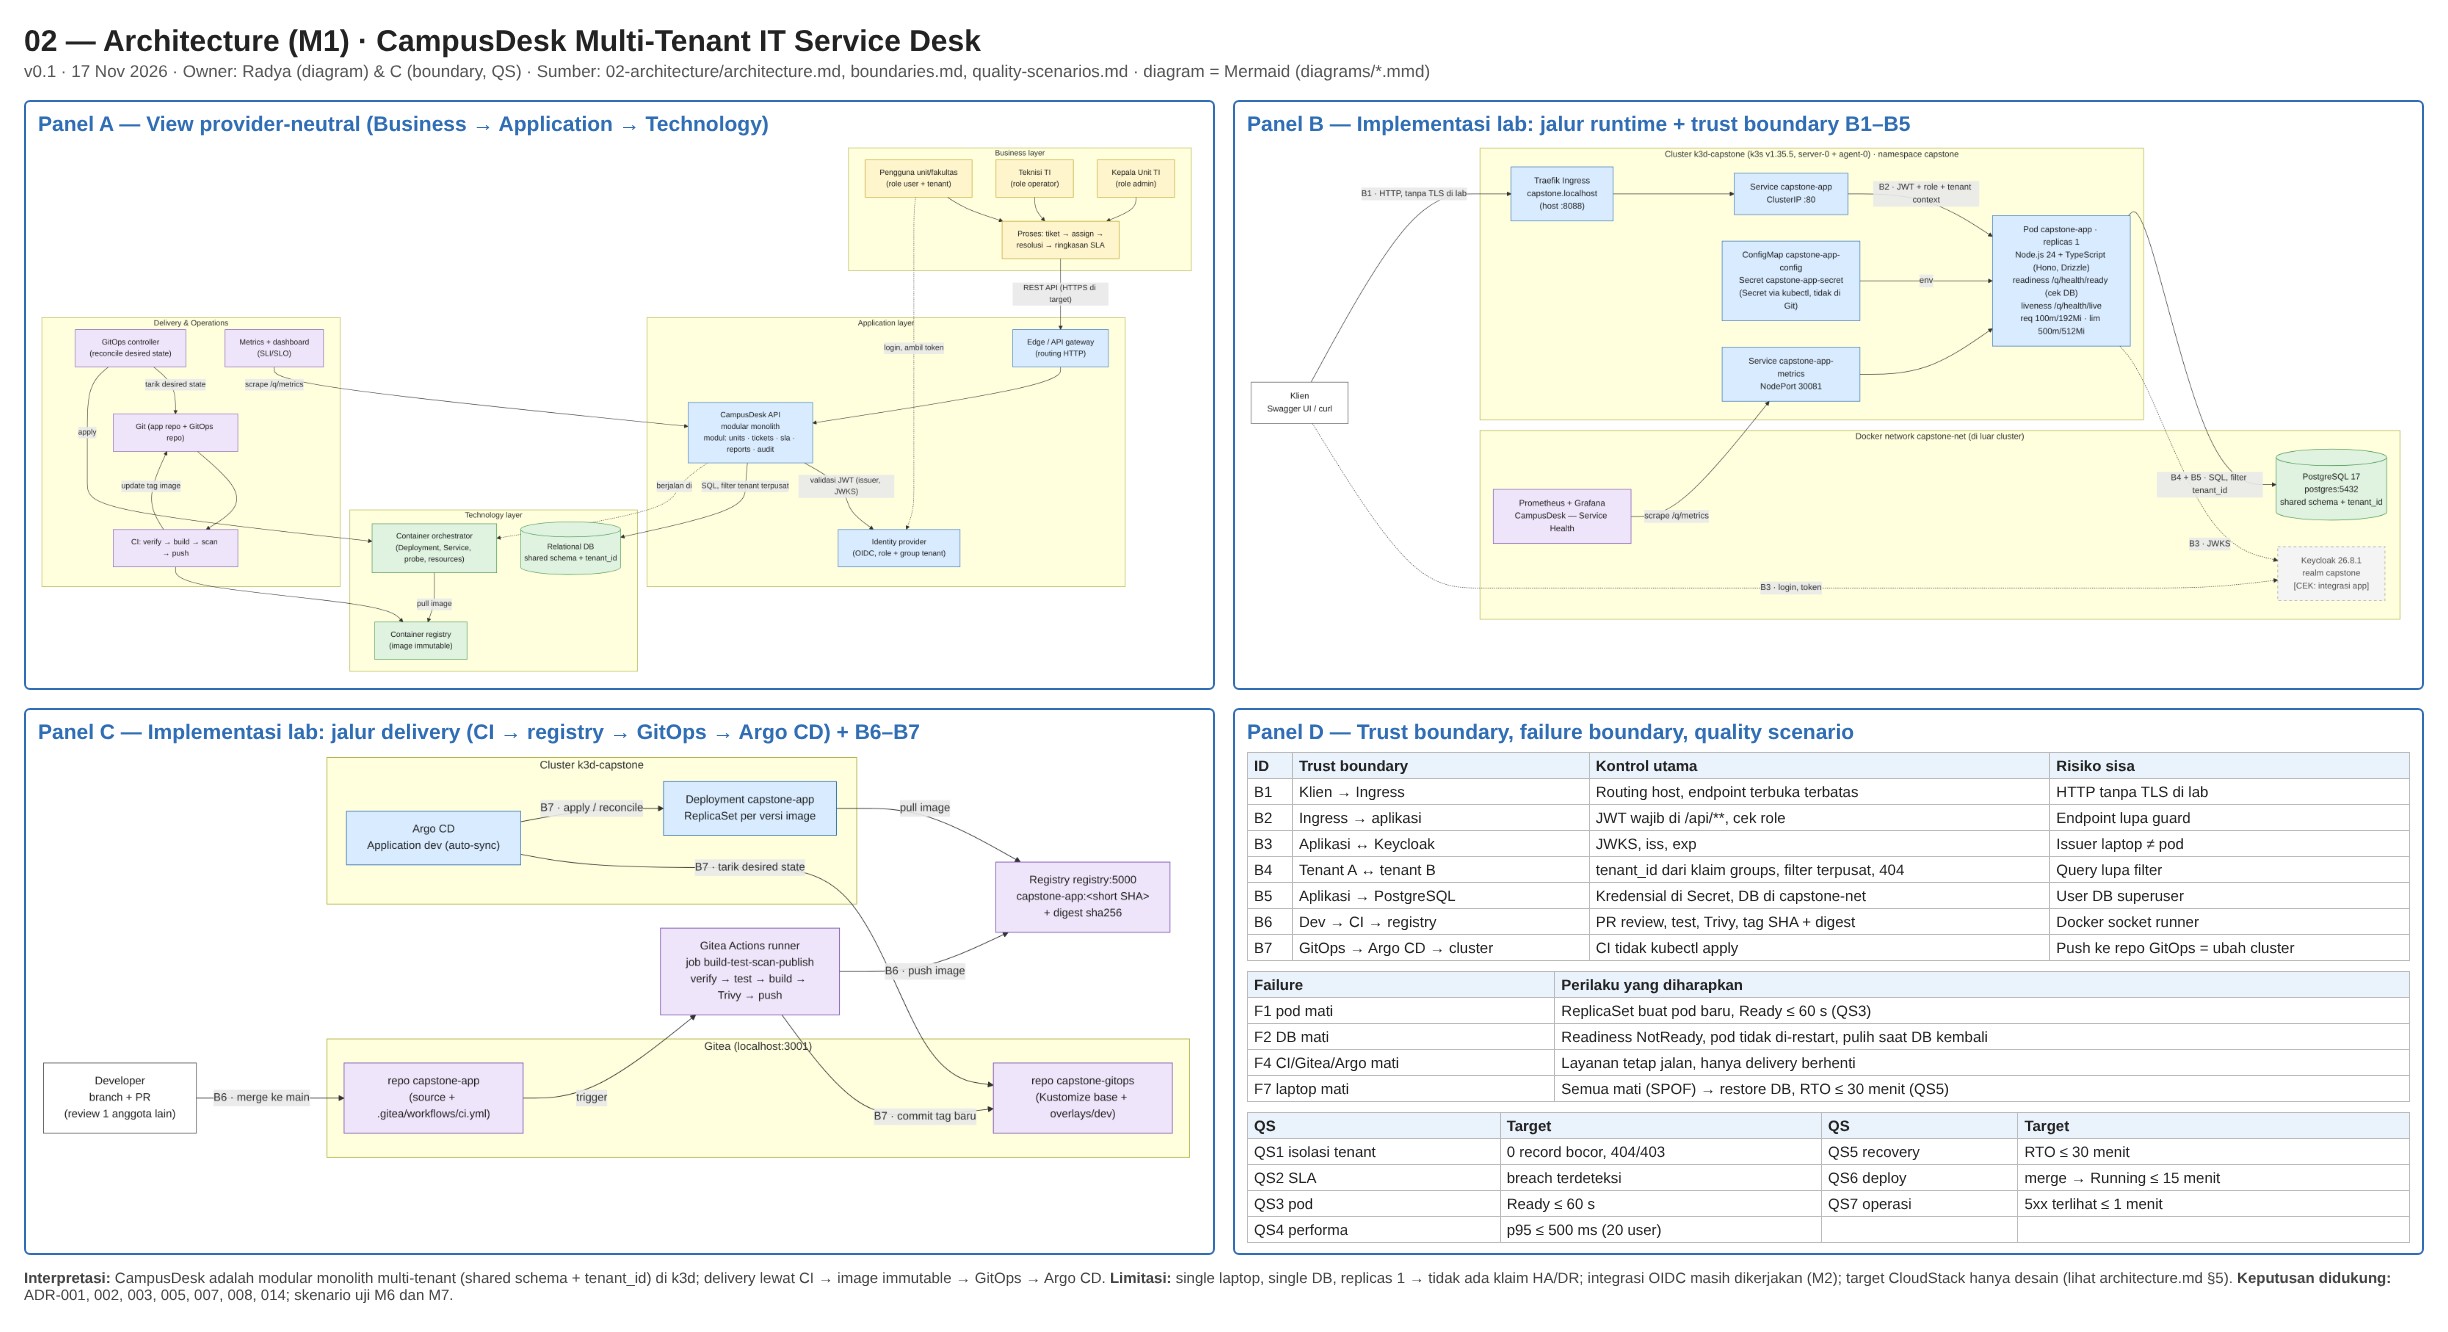 02 — Architecture (M1) · CampusDesk Multi-Tenant IT Service Desk
v0.1 · 17 Nov 2026 · Owner: Radya (diagram) & C (boundary, QS) · Sumber: 02-architecture/architecture.md, boundaries.md, quality-scenarios.md · diagram = Mermaid (diagrams/*.mmd)
Panel A — View provider-neutral (Business → Application → Technology)
Business layer
Pengguna unit/fakultas
(role user + tenant)
Teknisi TI
(role operator)
Kepala Unit TI
(role admin)
Proses: tiket → assign →
resolusi → ringkasan SLA
REST API (HTTPS di
target)
Delivery & Operations
GitOps controller
(reconcile desired state)
Metrics + dashboard
(SLI/SLO)
tarik desired state
scrape /q/metrics
apply
Git (app repo + GitOps
repo)
update tag image
CI: verify → build → scan
→ push
Application layer
login, ambil token
Edge / API gateway
(routing HTTP)
CampusDesk API
modular monolith
modul: units · tickets · sla ·
reports · audit
berjalan di
SQL, filter tenant terpusat
validasi JWT (issuer,
JWKS)
Identity provider
(OIDC, role + group tenant)
Technology layer
Container orchestrator
(Deployment, Service,
probe, resources)
Relational DB
shared schema + tenant_id
pull image
Container registry
(image immutable)
Panel B — Implementasi lab: jalur runtime + trust boundary B1–B5
Cluster k3d-capstone (k3s v1.35.5, server-0 + agent-0) · namespace capstone
B1 · HTTP, tanpa TLS di lab
Traefik Ingress
capstone.localhost
(host :8088)
Service capstone-app
ClusterIP :80
B2 · JWT + role + tenant
context
ConfigMap capstone-app-
config
Secret capstone-app-secret
(Secret via kubectl, tidak di
Git)
env
Pod capstone-app ·
replicas 1
Node.js 24 + TypeScript
(Hono, Drizzle)
readiness /q/health/ready
(cek DB)
liveness /q/health/live
req 100m/192Mi · lim
500m/512Mi
Service capstone-app-
metrics
NodePort 30081
Klien
Swagger UI / curl
Docker network capstone-net (di luar cluster)
Prometheus + Grafana
CampusDesk — Service
Health
scrape /q/metrics
B4 + B5 · SQL, filter
tenant_id
PostgreSQL 17
postgres:5432
shared schema + tenant_id
B3 · JWKS
Keycloak 26.8.1
realm capstone
[CEK: integrasi app]
B3 · login, token
Panel C — Implementasi lab: jalur delivery (CI → registry → GitOps → Argo CD) + B6–B7
Cluster k3d-capstone
Argo CD
Application dev (auto-sync)
B7 · apply / reconcile
Deployment capstone-app
ReplicaSet per versi image
pull image
B7 · tarik desired state
Registry registry:5000
capstone-app:<short SHA>
+ digest sha256
Gitea Actions runner
job build-test-scan-publish
verify → test → build →
Trivy → push
B6 · push image
Gitea (localhost:3001)
Developer
branch + PR
(review 1 anggota lain)
B6 · merge ke main
repo capstone-app
(source +
.gitea/workflows/ci.yml)
trigger
B7 · commit tag baru
repo capstone-gitops
(Kustomize base +
overlays/dev)
Panel D — Trust boundary, failure boundary, quality scenario
ID Trust boundary Kontrol utama Risiko sisa
B1 Klien → Ingress Routing host, endpoint terbuka terbatas HTTP tanpa TLS di lab
B2 Ingress → aplikasi JWT wajib di /api/**, cek role Endpoint lupa guard
B3 Aplikasi ↔ Keycloak JWKS, iss, exp Issuer laptop ≠ pod
B4 Tenant A ↔ tenant B tenant_id dari klaim groups, filter terpusat, 404 Query lupa filter
B5 Aplikasi → PostgreSQL Kredensial di Secret, DB di capstone-net User DB superuser
B6 Dev → CI → registry PR review, test, Trivy, tag SHA + digest Docker socket runner
B7 GitOps → Argo CD → cluster CI tidak kubectl apply Push ke repo GitOps = ubah cluster
Failure Perilaku yang diharapkan
F1 pod mati ReplicaSet buat pod baru, Ready ≤ 60 s (QS3)
F2 DB mati Readiness NotReady, pod tidak di-restart, pulih saat DB kembali
F4 CI/Gitea/Argo mati Layanan tetap jalan, hanya delivery berhenti
F7 laptop mati Semua mati (SPOF) → restore DB, RTO ≤ 30 menit (QS5)
QS Target QS Target
QS1 isolasi tenant 0 record bocor, 404/403 QS5 recovery RTO ≤ 30 menit
QS2 SLA breach terdeteksi QS6 deploy merge → Running ≤ 15 menit
QS3 pod Ready ≤ 60 s QS7 operasi 5xx terlihat ≤ 1 menit
QS4 performa p95 ≤ 500 ms (20 user)
Interpretasi: CampusDesk adalah modular monolith multi-tenant (shared schema + tenant_id) di k3d; delivery lewat CI → image immutable → GitOps → Argo CD. Limitasi: single laptop, single DB, replicas 1 → tidak ada klaim HA/DR; integrasi OIDC masih dikerjakan (M2); target CloudStack hanya desain (lihat architecture.md §5). Keputusan didukung:
ADR-001, 002, 003, 005, 007, 008, 014; skenario uji M6 dan M7.